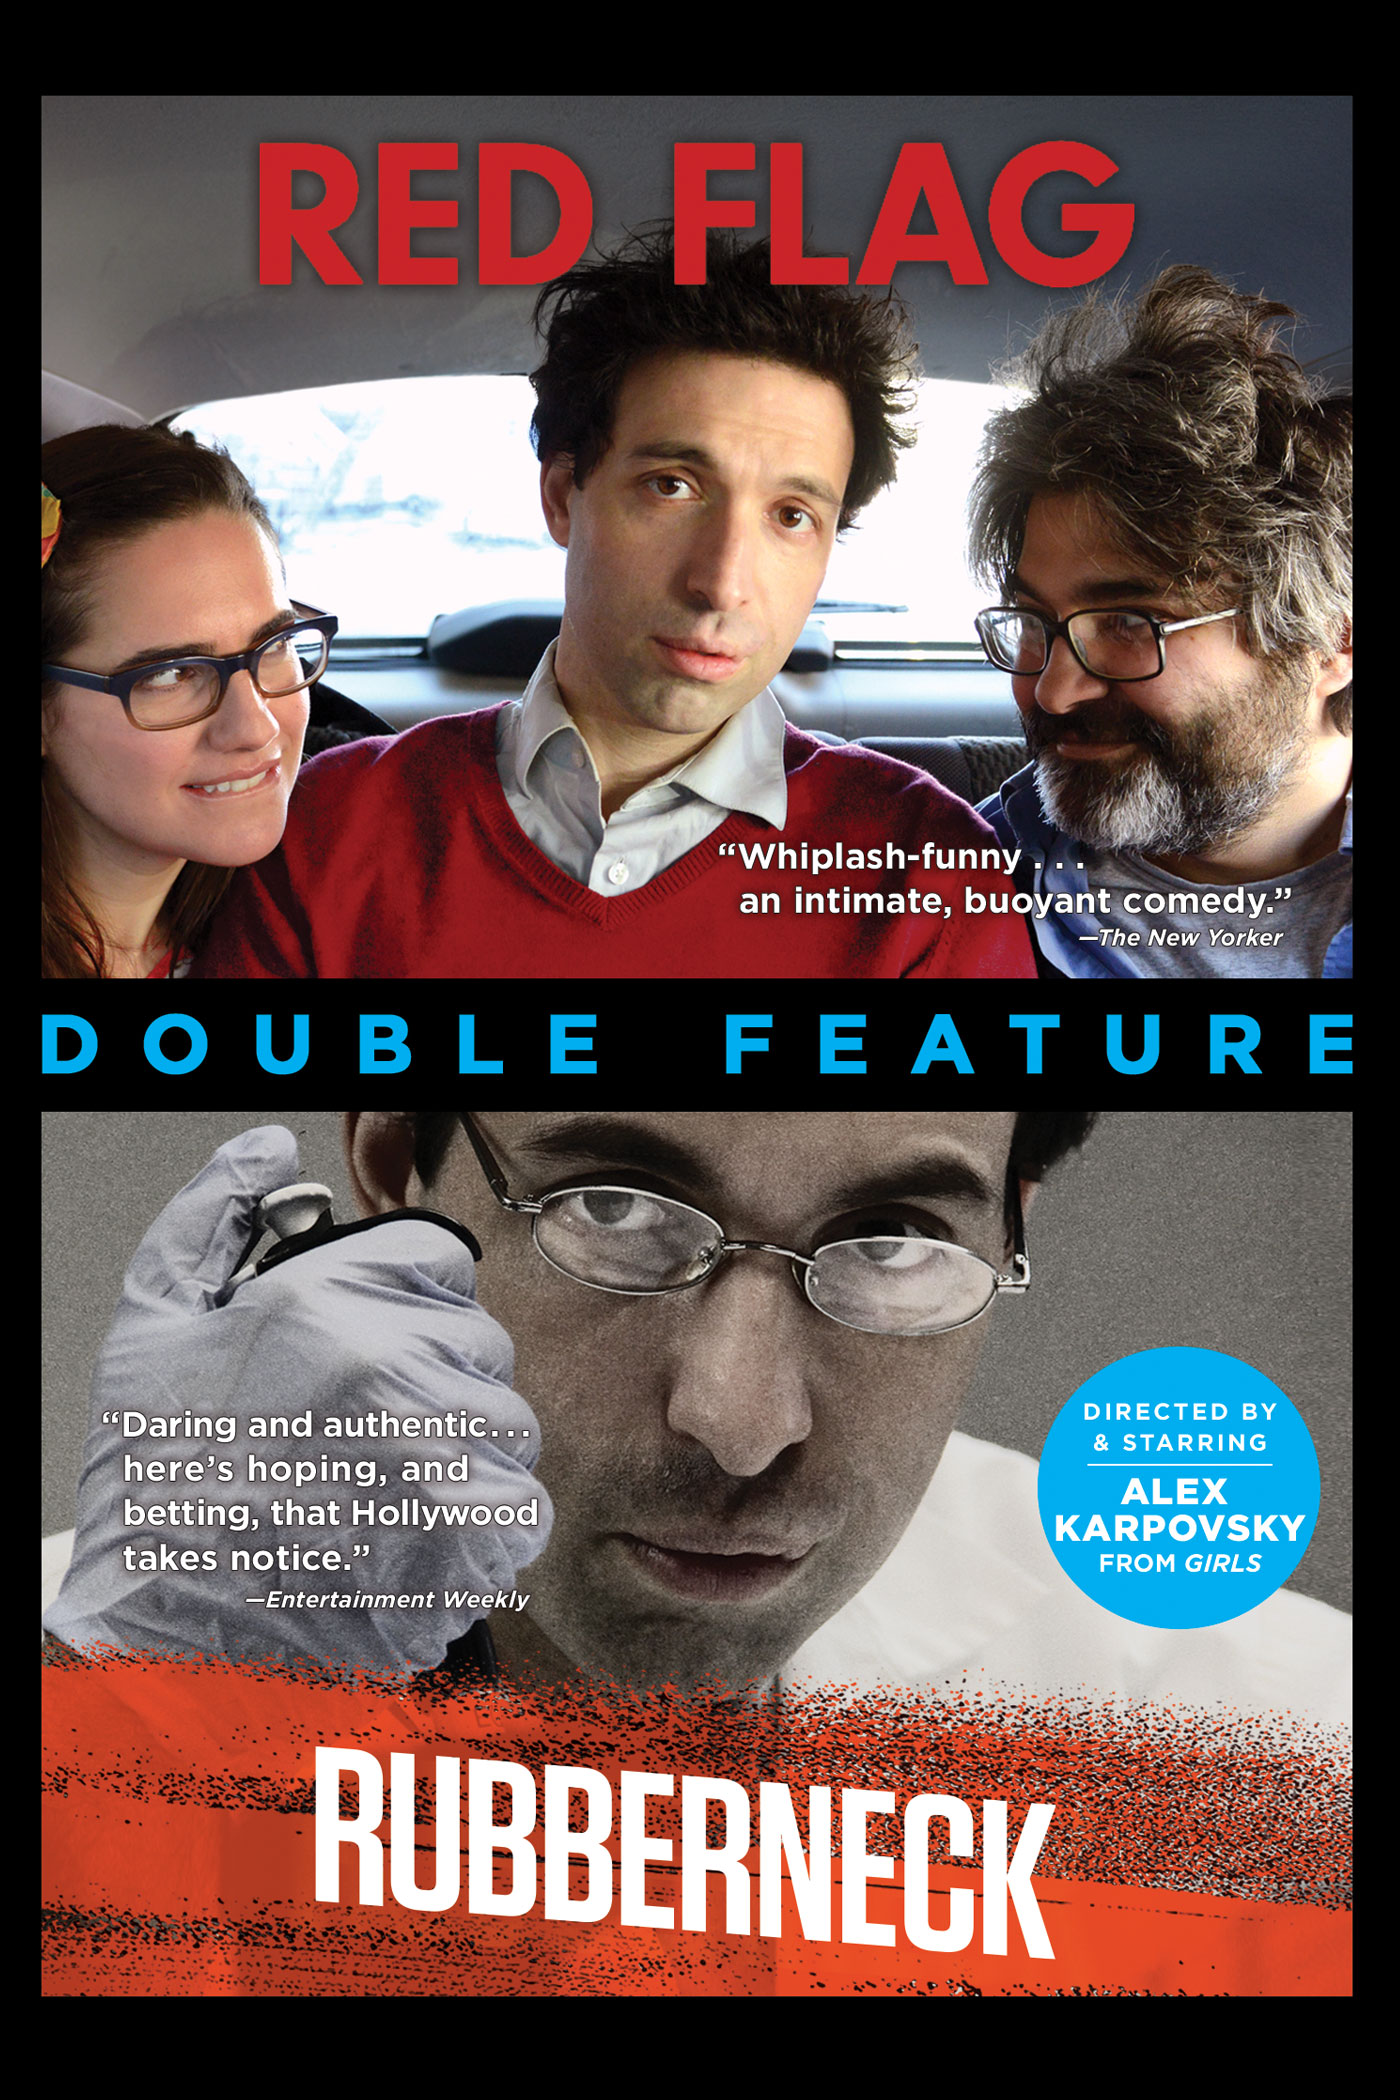 RED FLAG
“Whiplash-funny . . .
an intimate, buoyant comedy.”
—The New Yorker
DOUBLE FEATURE
“Daring and authentic...
here’s hoping, and
betting, that Hollywood
takes notice.”
—Entertainment Weekly
DIRECTED BY
& STARRING
ALEX
KARPOVSKY
FROM GIRLS
RUBBERNECK